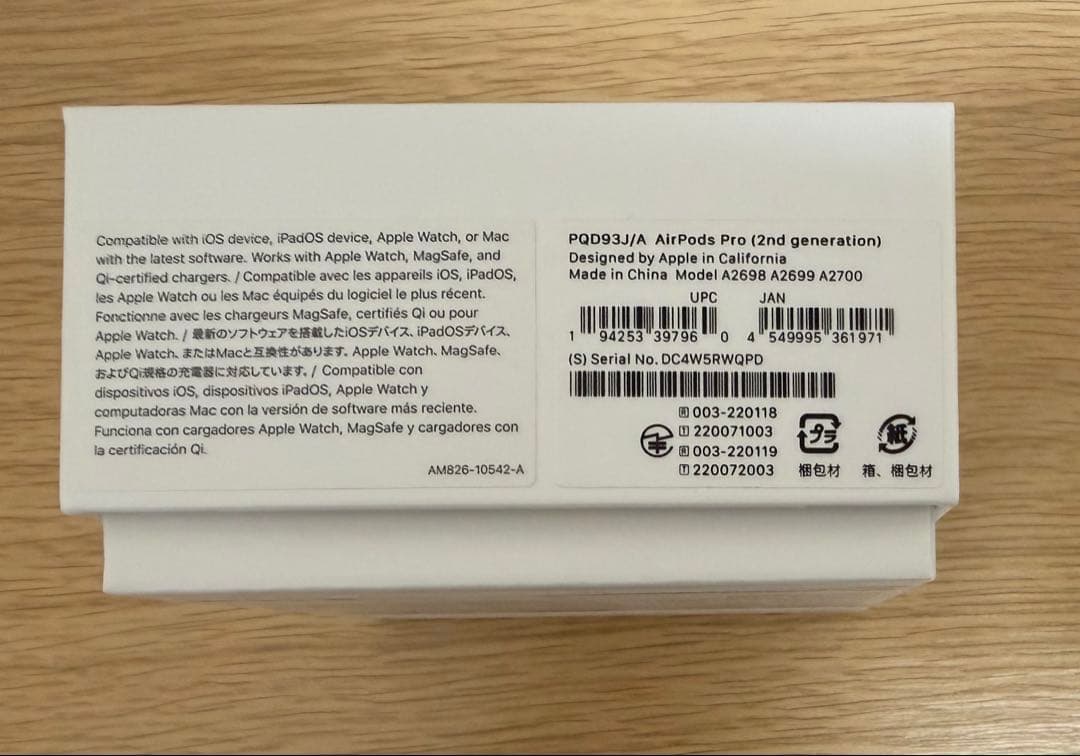 Compatible with iOS device, iPadOS device, Apple Watch, or Mac
with the latest software. Works with Apple Watch, MagSafe, and
Qi-certified chargers. / Compatible avec les appareils iOS, iPadOS,
les Apple Watch ou les Mac équipés du logiciel le plus récent.
Fonctionne avec les chargeurs MagSafe, certifiés Qi ou pour
Apple Watch. / 最新のソフトウェアを搭載したiOSデバイス、iPadOSデバイス、
Apple Watch、またはMacと互換性があります。Apple Watch、MagSafe、
およびQi規格の充電器に対応しています。/ Compatible con
dispositivos iOS, dispositivos iPadOS, Apple Watch y
computadoras Mac con la versión de software más reciente.
Funciona con cargadores Apple Watch, MagSafe y cargadores con
la certificación Qi.
AM826-10542-A
PQD93J/A AirPods Pro (2nd generation)
Designed by Apple in California
Made in China Model A2698 A2699 A2700
UPC JAN
1 94253 39796 0 4 549995 361971
(S) Serial No. DC4W5RWQPD
R 003-220118
T 220071003
R 003-220119
T 220072003
プラ
梱包材
紙
箱、梱包材